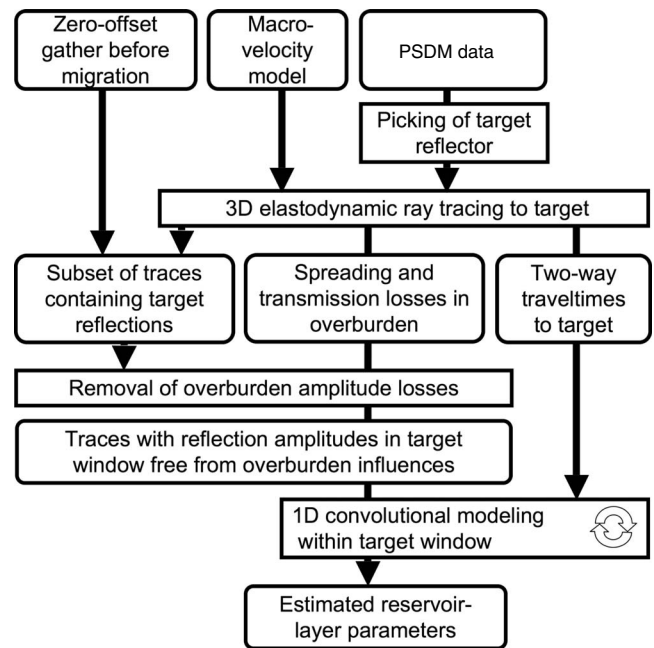 Zero-offset
gather before
migration
Macro-
velocity
model
PSDM data
Picking of target
reflector
3D elastodynamic ray tracing to target
Subset of traces
containing target
reflections
Spreading and
transmission losses in
overburden
Two-way
traveltimes
to target
Removal of overburden amplitude losses
Traces with reflection amplitudes in target
window free from overburden influences
1D convolutional modeling
within target window
Estimated reservoir-
layer parameters